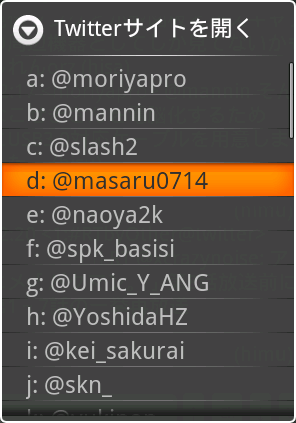 Twitterサイトを開く
a: @moriyapro
b: @mannin
c: @slash2
d: @masaru0714
e: @naoya2k
f: @spk_basisi
g: @Umic_Y_ANG
h: @YoshidaHZ
i: @kei_sakurai
j: @skn_